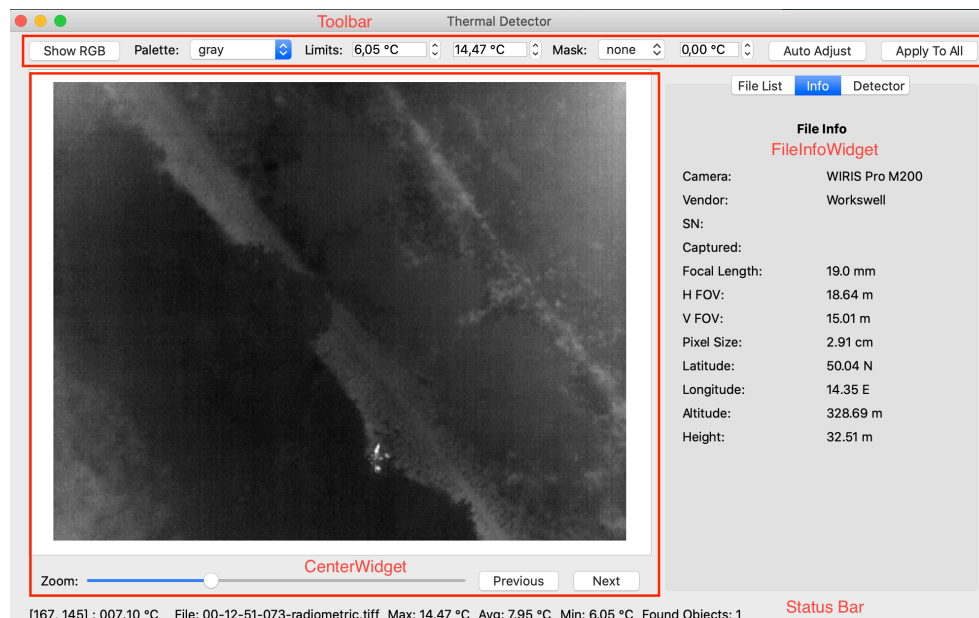 Toolbar
Thermal Detector
Show RGB Palette: gray Limits: 6,05 °C 14,47 °C Mask: none 0,00 °C Auto Adjust Apply To All
File List Info Detector
File Info
FileInfoWidget
Camera: WIRIS Pro M200
Vendor: Workswell
SN:
Captured:
Focal Length: 19.0 mm
H FOV: 18.64 m
V FOV: 15.01 m
Pixel Size: 2.91 cm
Latitude: 50.04 N
Longitude: 14.35 E
Altitude: 328.69 m
Height: 32.51 m
CenterWidget
Zoom: Previous Next
Status Bar
[167, 145] : 007.10 °C File: 00-12-51-073-radiometric.tiff Max: 14.47 °C Avg: 7.95 °C Min: 6.05 °C Found Objects: 1